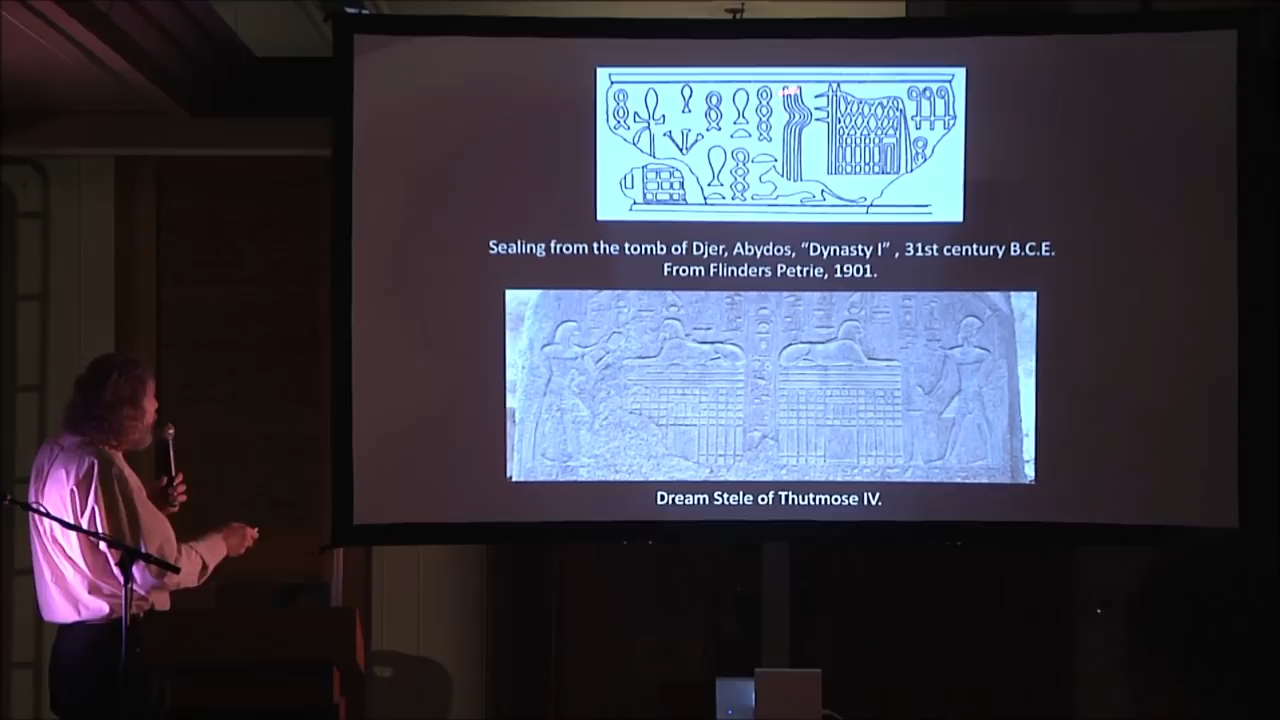 Sealing from the tomb of Djer, Abydos, “Dynasty I” , 31st century B.C.E.
From Flinders Petrie, 1901.
Dream Stele of Thutmose IV.